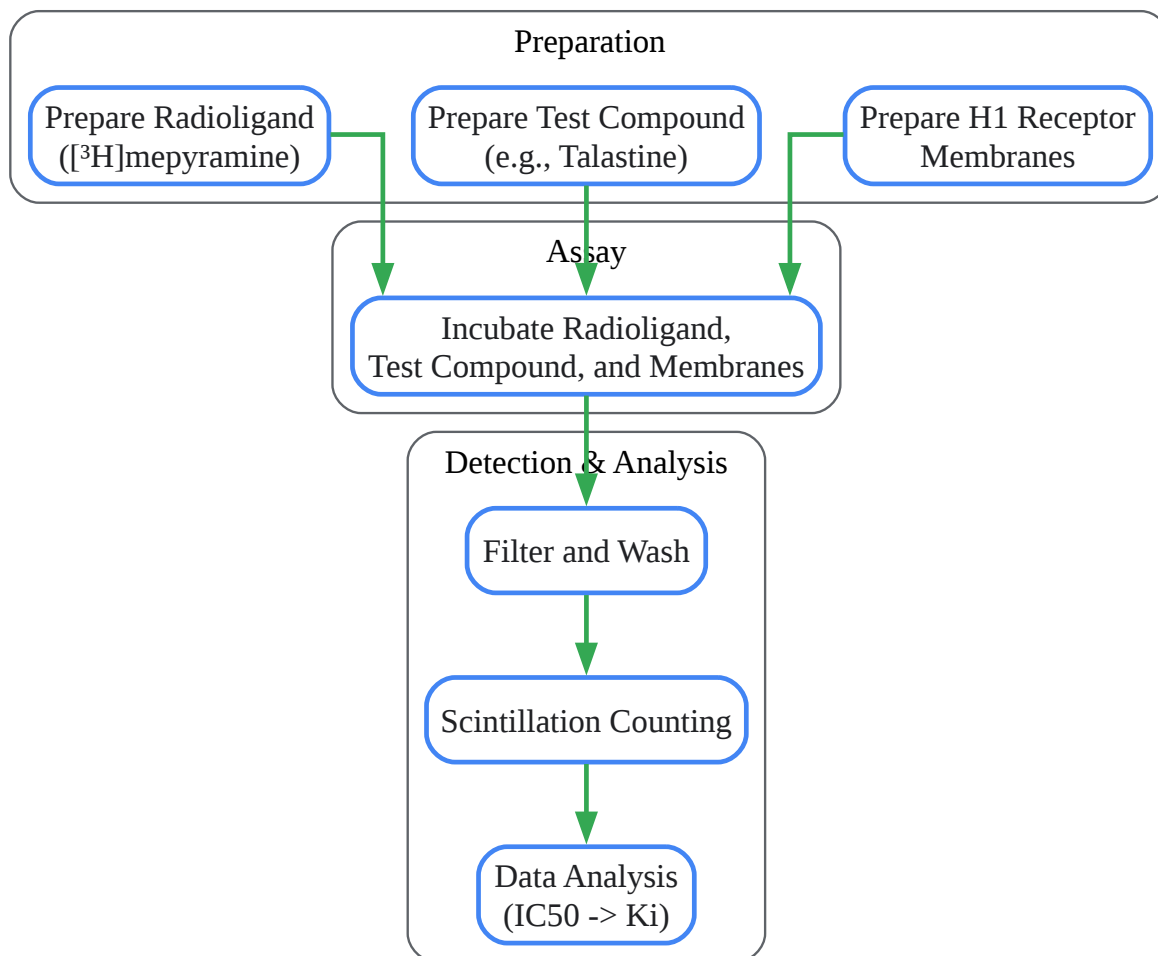 Preparation
Prepare Radioligand
([³H]mepyramine)
Prepare Test Compound
(e.g., Talastine)
Prepare H1 Receptor
Membranes
Assay
Incubate Radioligand,
Test Compound, and Membranes
Detection & Analysis
Filter and Wash
Scintillation Counting
Data Analysis
(IC50 -> Ki)